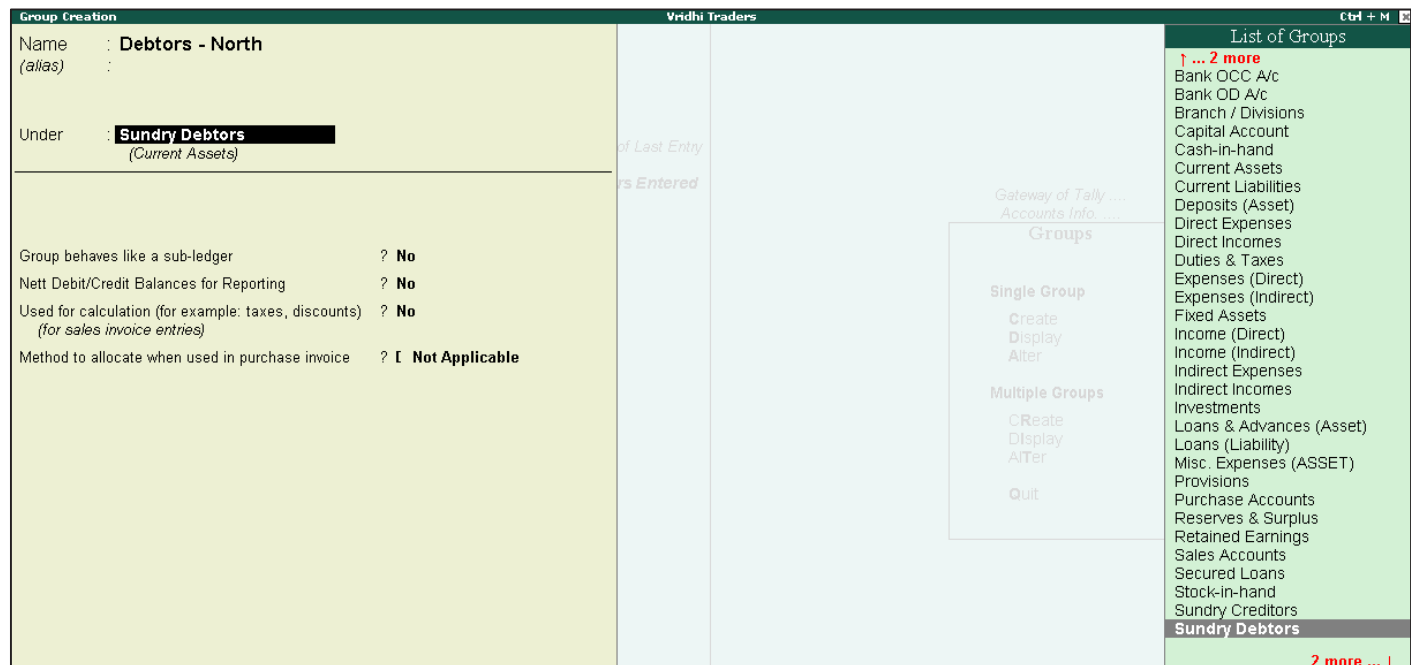 Group Creation Vridhi Traders Ctrl + M
Name : Debtors - North
(alias) :
Under : Sundry Debtors
(Current Assets)
Group behaves like a sub-ledger ? No
Nett Debit/Credit Balances for Reporting ? No
Used for calculation (for example: taxes, discounts) ? No
(for sales invoice entries)
Method to allocate when used in purchase invoice ? [ Not Applicable
of Last Entry
rs Entered
Gateway of Tally ....
Accounts Info. ....
Groups
Single Group
Create
Display
Alter
Multiple Groups
CReate
DIsplay
AlTer
Quit
List of Groups
↑ ... 2 more
Bank OCC A/c
Bank OD A/c
Branch / Divisions
Capital Account
Cash-in-hand
Current Assets
Current Liabilities
Deposits (Asset)
Direct Expenses
Direct Incomes
Duties & Taxes
Expenses (Direct)
Expenses (Indirect)
Fixed Assets
Income (Direct)
Income (Indirect)
Indirect Expenses
Indirect Incomes
Investments
Loans & Advances (Asset)
Loans (Liability)
Misc. Expenses (ASSET)
Provisions
Purchase Accounts
Reserves & Surplus
Retained Earnings
Sales Accounts
Secured Loans
Stock-in-hand
Sundry Creditors
Sundry Debtors
2 more ... ↓